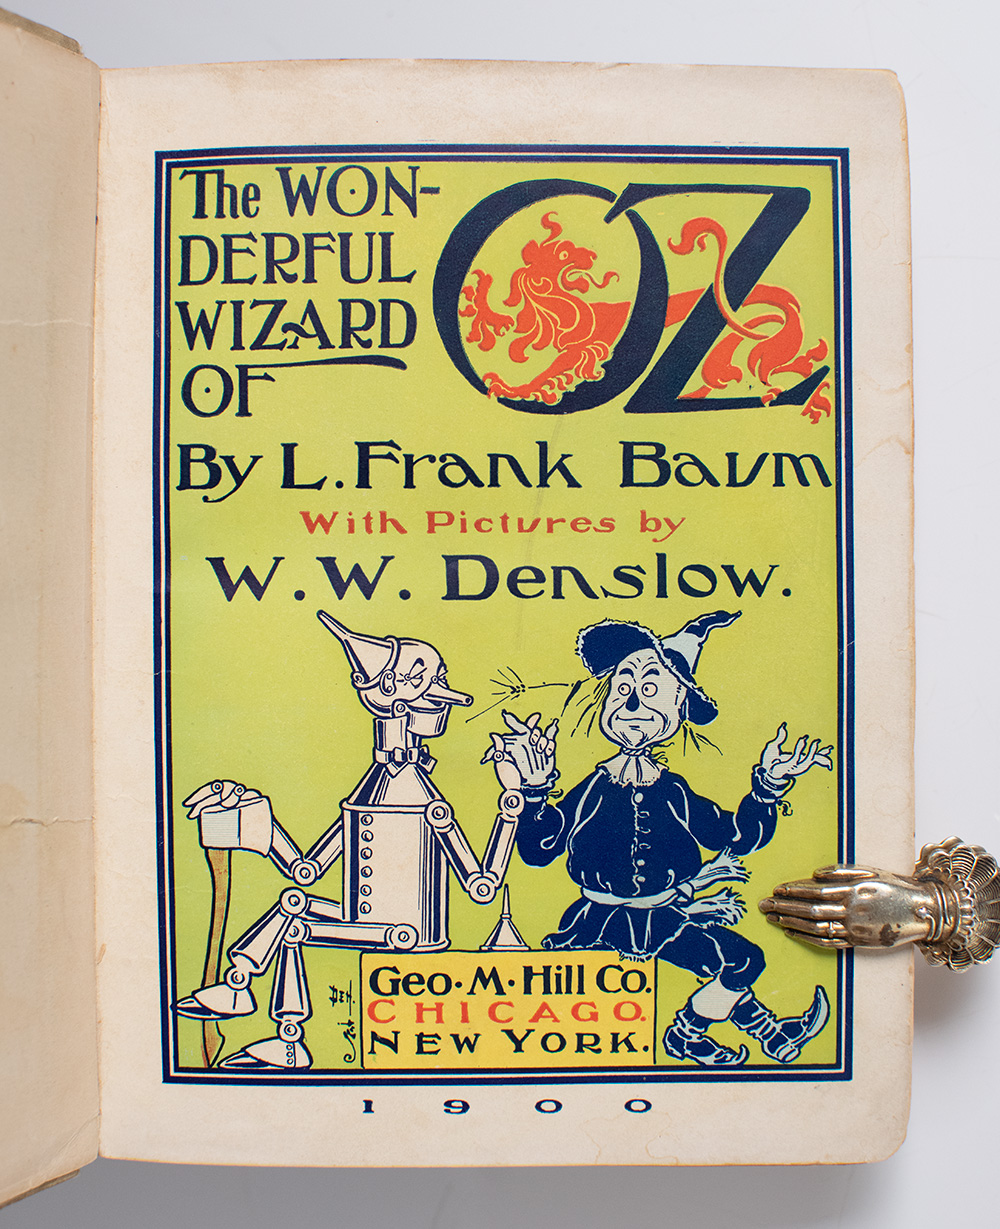 The WON-
DERFUL
WIZARD
OF
OZ
By L. Frank Baum
With Pictures by
W. W. Denslow.
Geo. M. Hill Co.
CHICAGO.
NEW YORK.
1900